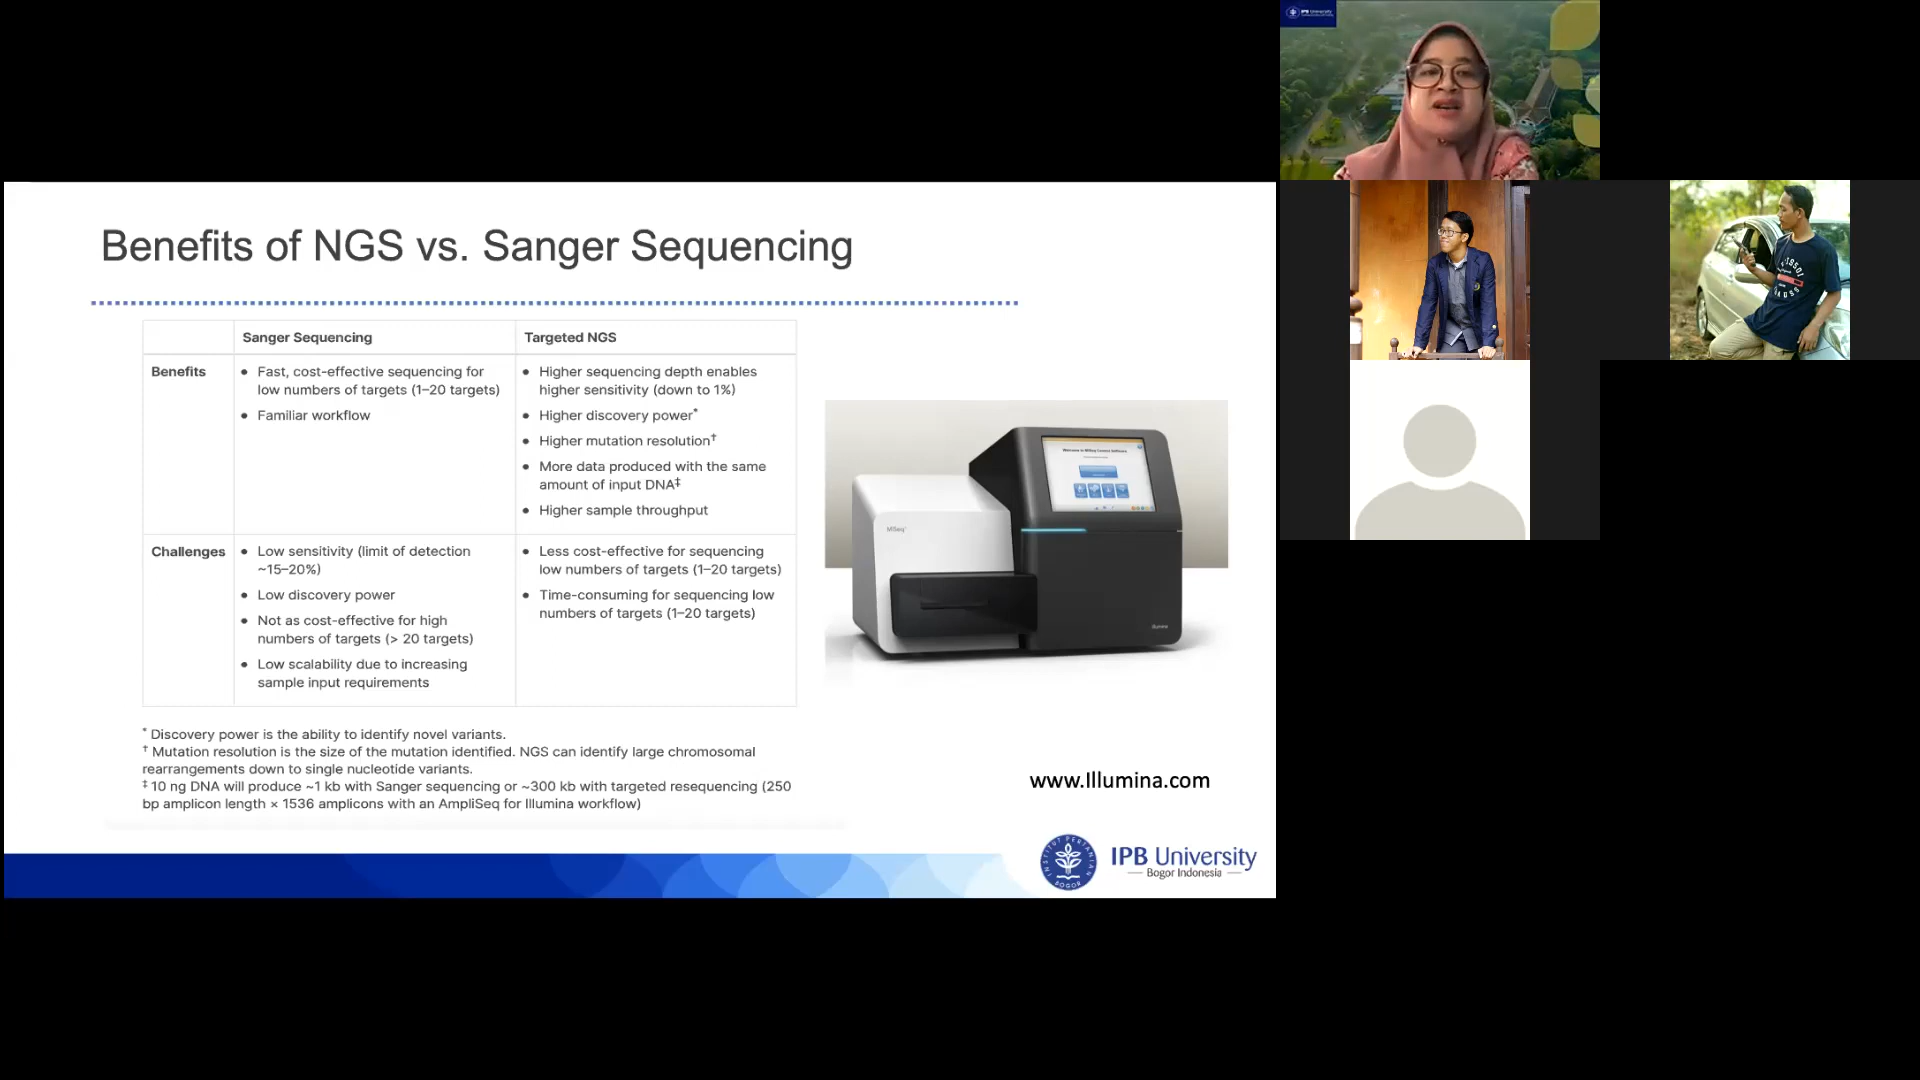 IPB University
Benefits of NGS vs. Sanger Sequencing
Sanger Sequencing
Targeted NGS
Benefits
• Fast, cost-effective sequencing for
low numbers of targets (1–20 targets)
• Familiar workflow
• Higher sequencing depth enables
higher sensitivity (down to 1%)
• Higher discovery power*
• Higher mutation resolution†
• More data produced with the same
amount of input DNA‡
• Higher sample throughput
Challenges
• Low sensitivity (limit of detection
~15–20%)
• Low discovery power
• Not as cost-effective for high
numbers of targets (> 20 targets)
• Low scalability due to increasing
sample input requirements
• Less cost-effective for sequencing
low numbers of targets (1–20 targets)
• Time-consuming for sequencing low
numbers of targets (1–20 targets)
* Discovery power is the ability to identify novel variants.
† Mutation resolution is the size of the mutation identified. NGS can identify large chromosomal
rearrangements down to single nucleotide variants.
‡ 10 ng DNA will produce ~1 kb with Sanger sequencing or ~300 kb with targeted resequencing (250
bp amplicon length × 1536 amplicons with an AmpliSeq for Illumina workflow)
MiSeq
illumina
www.Illumina.com
INSTITUT PERTANIAN
BOGOR
IPB University
Bogor Indonesia